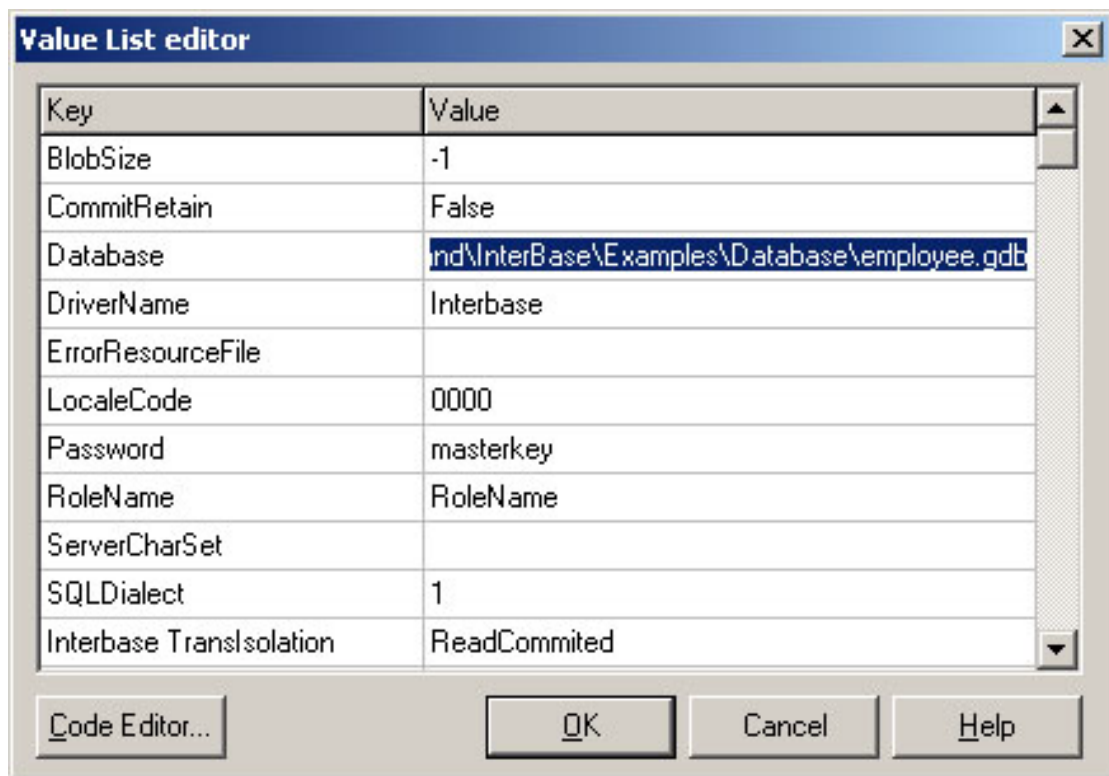 Value List editor
Key Value
BlobSize -1
CommitRetain False
Database nd\InterBase\Examples\Database\employee.gdb
DriverName Interbase
ErrorResourceFile
LocaleCode 0000
Password masterkey
RoleName RoleName
ServerCharSet
SQLDialect 1
Interbase TransIsolation ReadCommited
Code Editor... OK Cancel Help